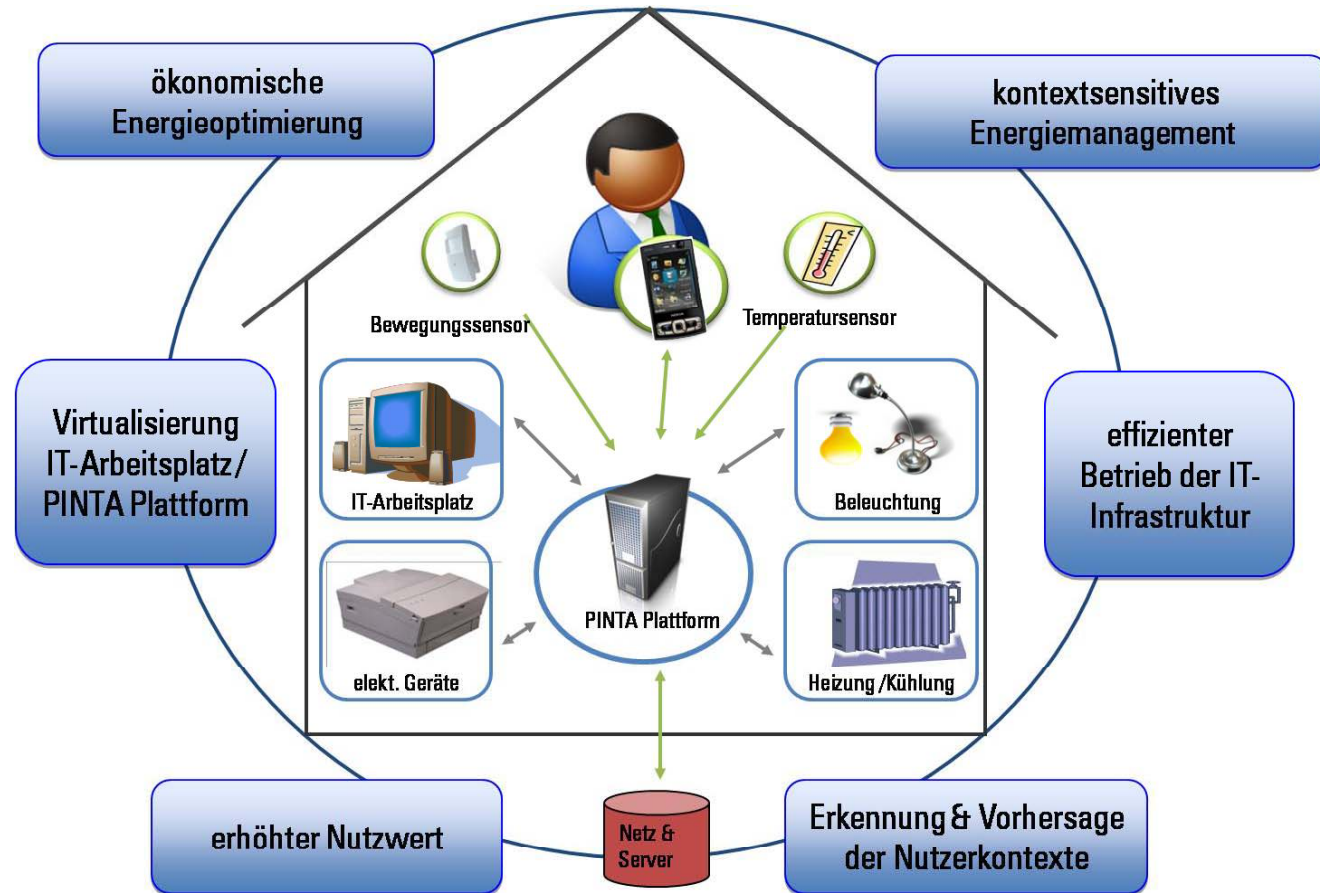 ökonomische
Energieoptimierung
kontextsensitives
Energiemanagement
Bewegungssensor
Temperatursensor
Virtualisierung
IT-Arbeitsplatz/
PINTA Plattform
IT-Arbeitsplatz
Beleuchtung
effizienter
Betrieb der IT-
Infrastruktur
PINTA Plattform
elekt. Geräte
Heizung /Kühlung
erhöhter Nutzwert
Netz &
Server
Erkennung & Vorhersage
der Nutzerkontexte